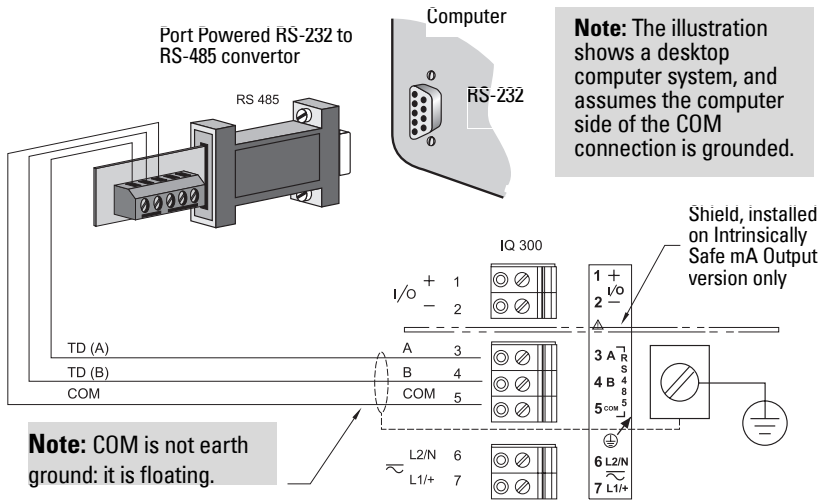 Port Powered RS-232 to
RS-485 convertor
RS 485
Computer
RS-232
Note: The illustration
shows a desktop
computer system, and
assumes the computer
side of the COM
connection is grounded.
Shield, installed
on Intrinsically
Safe mA Output
version only
IQ 300
I/O + 1
− 2
1 +
I/O
2 −
TD (A) A 3
TD (B) B 4
COM COM 5
3 A
4 B
5 COM
RS485
Note: COM is not earth
ground: it is floating.
L2/N 6
L1/+ 7
6 L2/N
7 L1/+